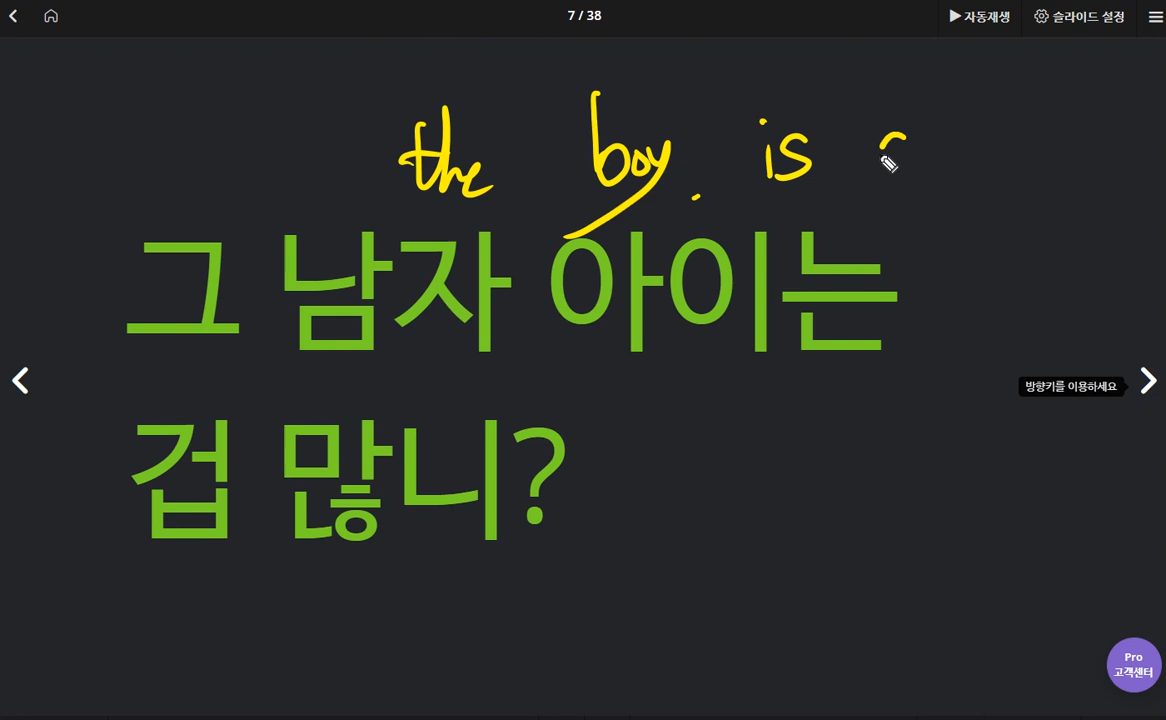 7 / 38
자동재생
슬라이드 설정
the boy is
그 남자 아이는
방향키를 이용하세요
겁 많니?
Pro
고객센터